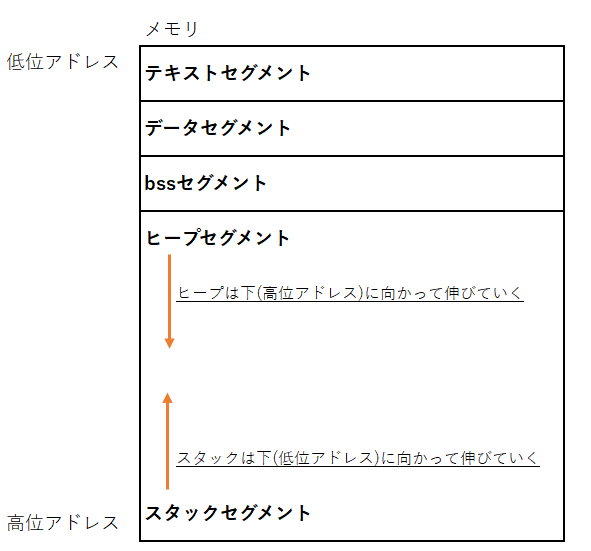 メモリ
低位アドレス
テキストセグメント
データセグメント
bssセグメント
ヒープセグメント
ヒープは下(高位アドレス)に向かって伸びていく
スタックは下(低位アドレス)に向かって伸びていく
スタックセグメント
高位アドレス